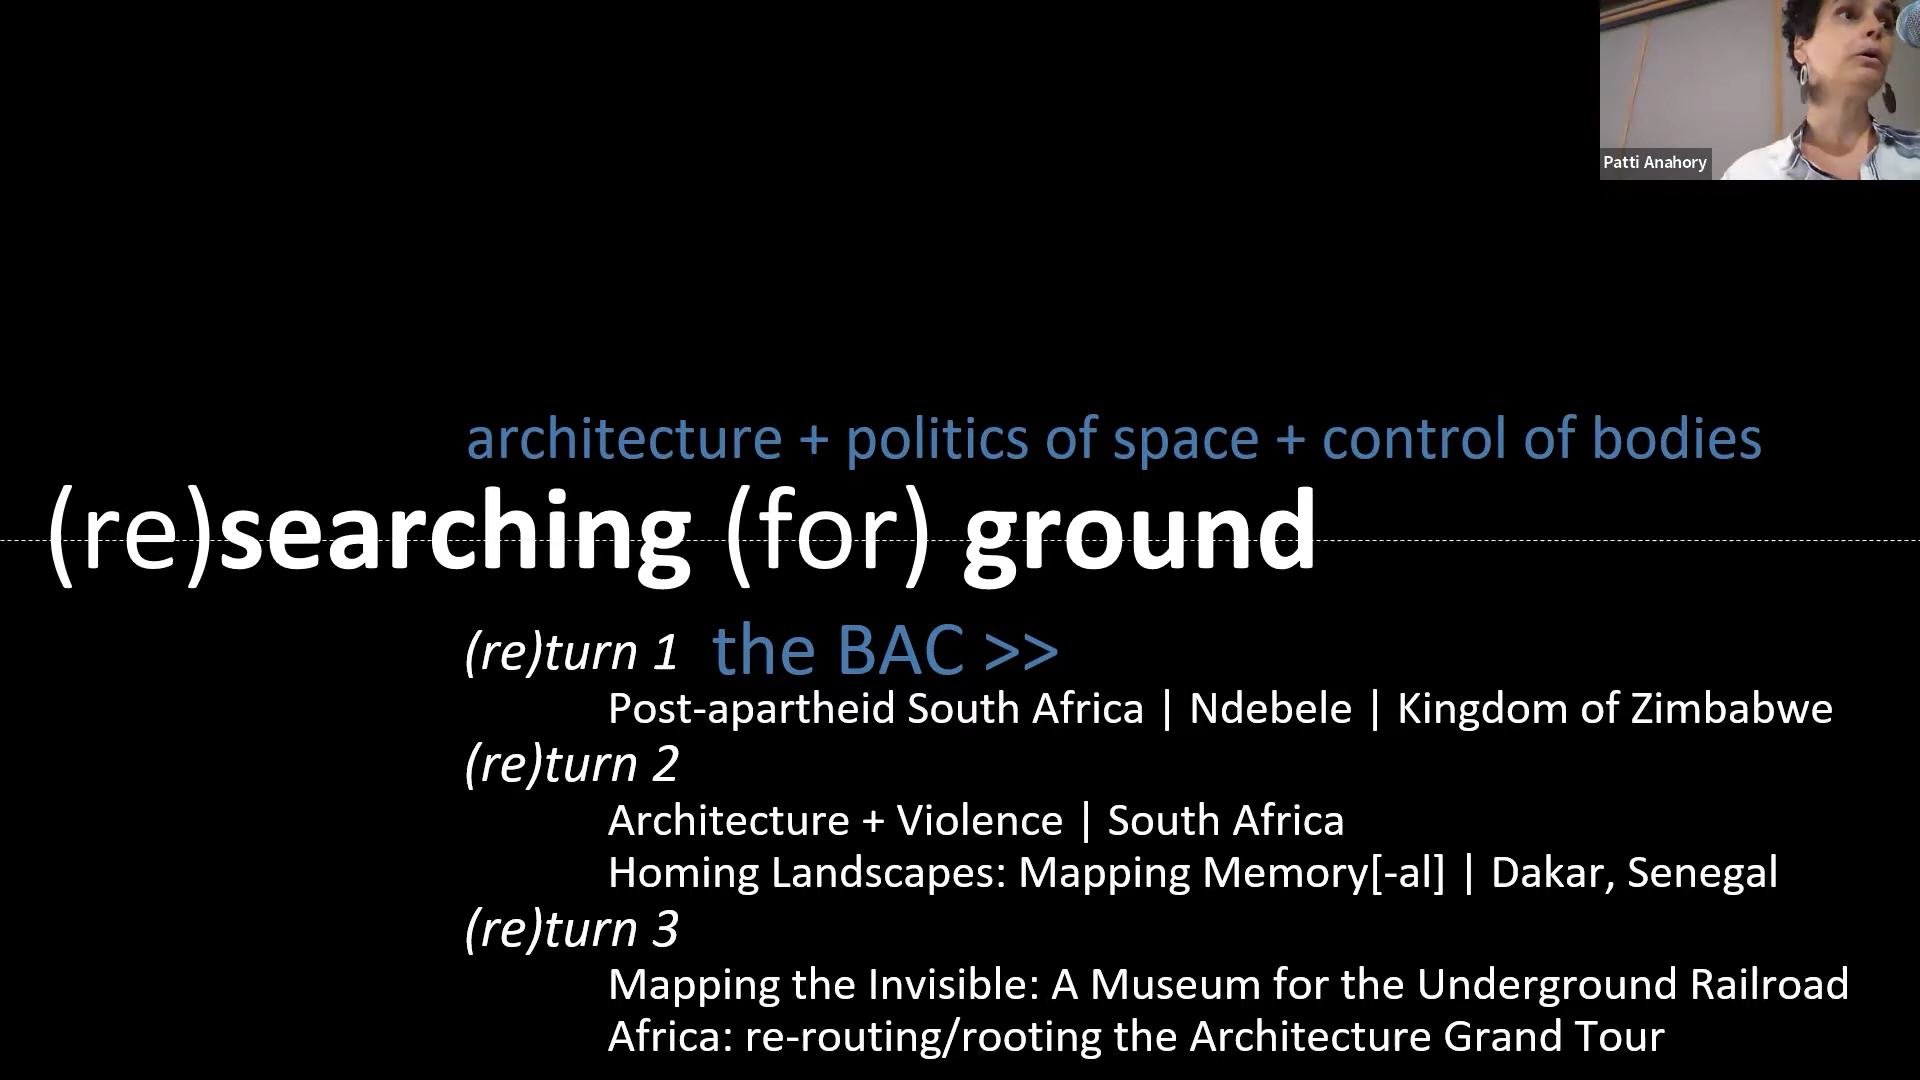 Patti Anahory
architecture + politics of space + control of bodies
(re)searching (for) ground
(re)turn 1 the BAC >>
Post-apartheid South Africa | Ndebele | Kingdom of Zimbabwe
(re)turn 2
Architecture + Violence | South Africa
Homing Landscapes: Mapping Memory[-al] | Dakar, Senegal
(re)turn 3
Mapping the Invisible: A Museum for the Underground Railroad
Africa: re-routing/rooting the Architecture Grand Tour